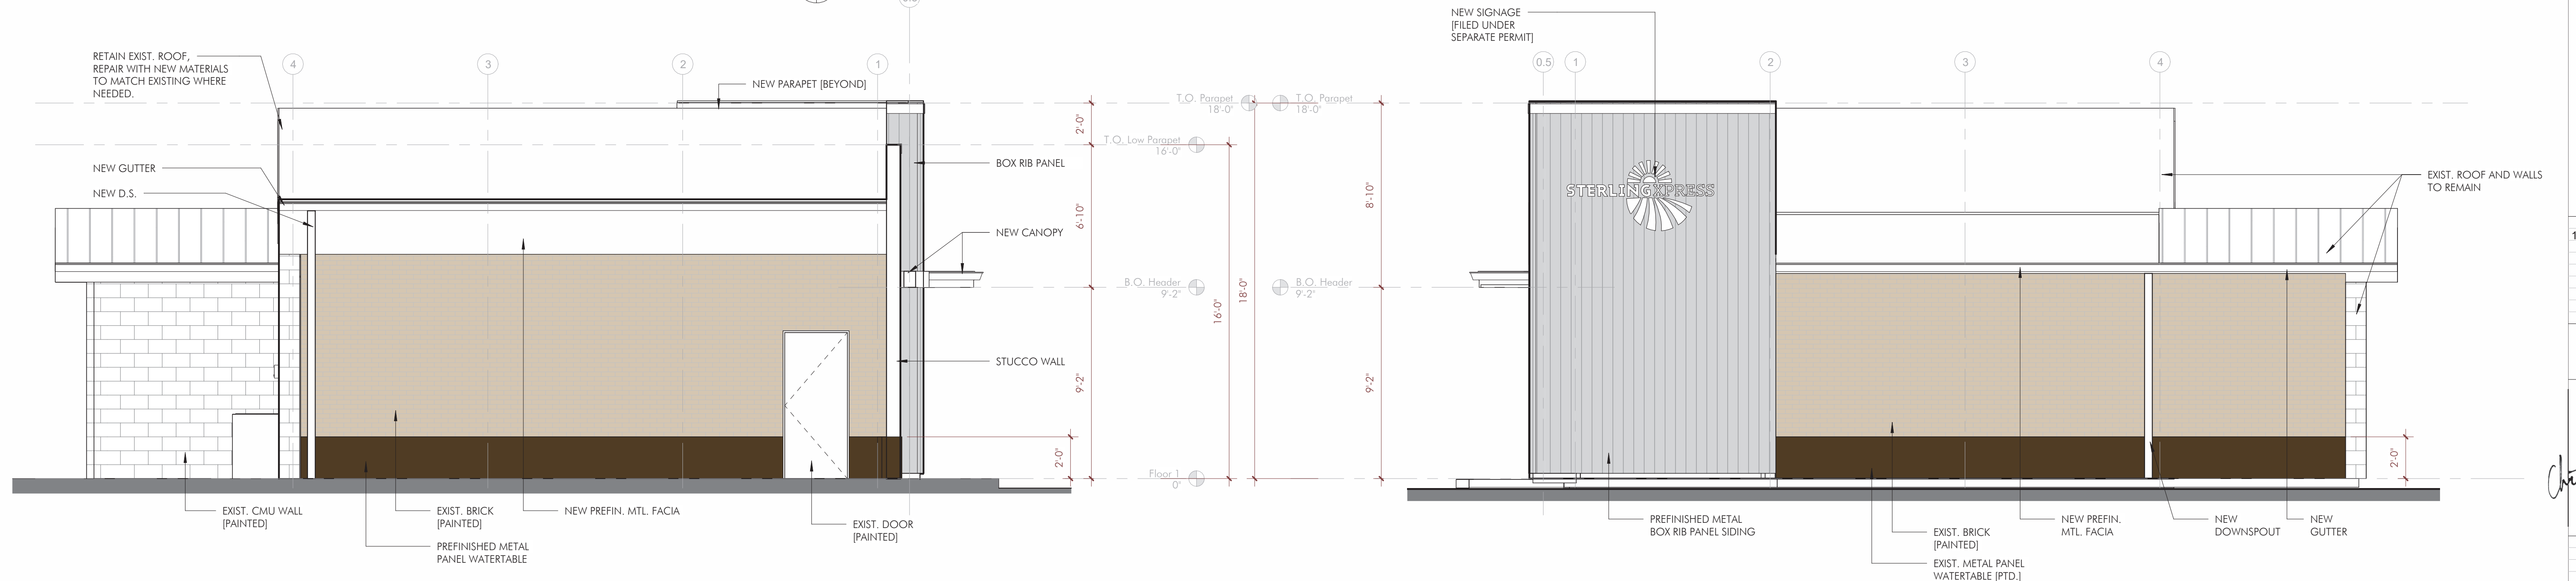 0.5
RETAIN EXIST. ROOF,
REPAIR WITH NEW MATERIALS
TO MATCH EXISTING WHERE
NEEDED.
4
3
2
1
NEW PARAPET [BEYOND]
NEW GUTTER
NEW D.S.
BOX RIB PANEL
NEW CANOPY
STUCCO WALL
2'-0"
6'-10"
9'-2"
2'-0"
EXIST. CMU WALL
[PAINTED]
EXIST. BRICK
[PAINTED]
PREFINISHED METAL
PANEL WATERTABLE
NEW PREFIN. MTL. FACIA
EXIST. DOOR
[PAINTED]
T.O. Parapet
18'-0"
T.O. Low Parapet
16'-0"
B.O. Header
9'-2"
Floor 1
0"
16'-0"
18'-0"
T.O. Parapet
18'-0"
B.O. Header
9'-2"
8'-10"
9'-2"
NEW SIGNAGE
[FILED UNDER
SEPARATE PERMIT]
0.5
1
2
3
4
STERLINGXPRESS
EXIST. ROOF AND WALLS
TO REMAIN
2'-0"
PREFINISHED METAL
BOX RIB PANEL SIDING
EXIST. BRICK
[PAINTED]
EXIST. METAL PANEL
WATERTABLE [PTD.]
NEW PREFIN.
MTL. FACIA
NEW
DOWNSPOUT
NEW
GUTTER
1